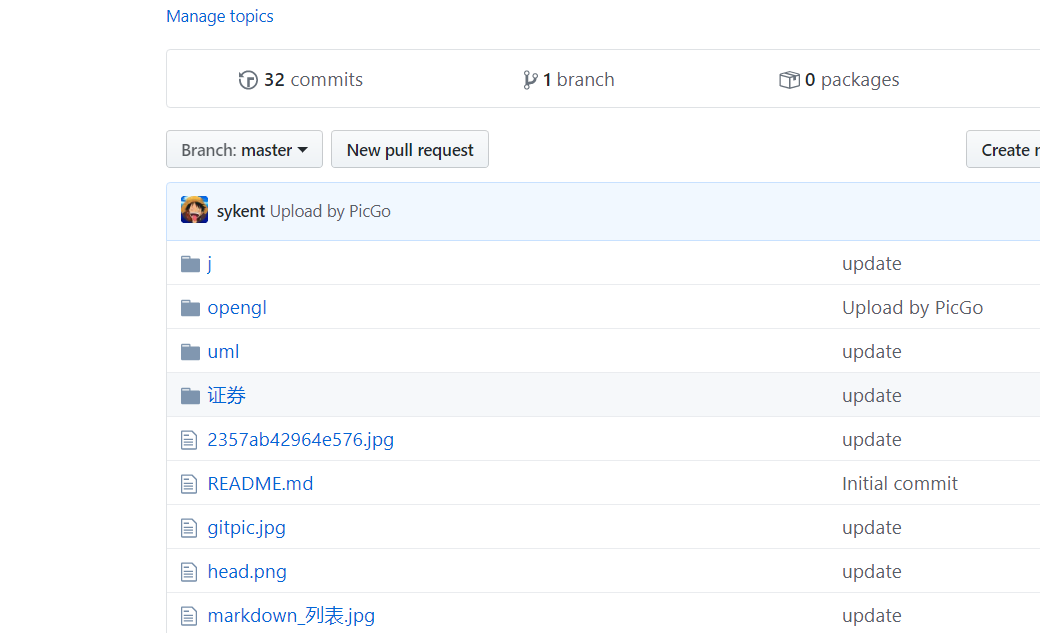 Manage topics
32 commits
1 branch
0 packages
Branch: master
New pull request
Create
sykent Upload by PicGo
j update
opengl Upload by PicGo
uml update
证券 update
2357ab42964e576.jpg update
README.md Initial commit
gitpic.jpg update
head.png update
markdown_列表.jpg update